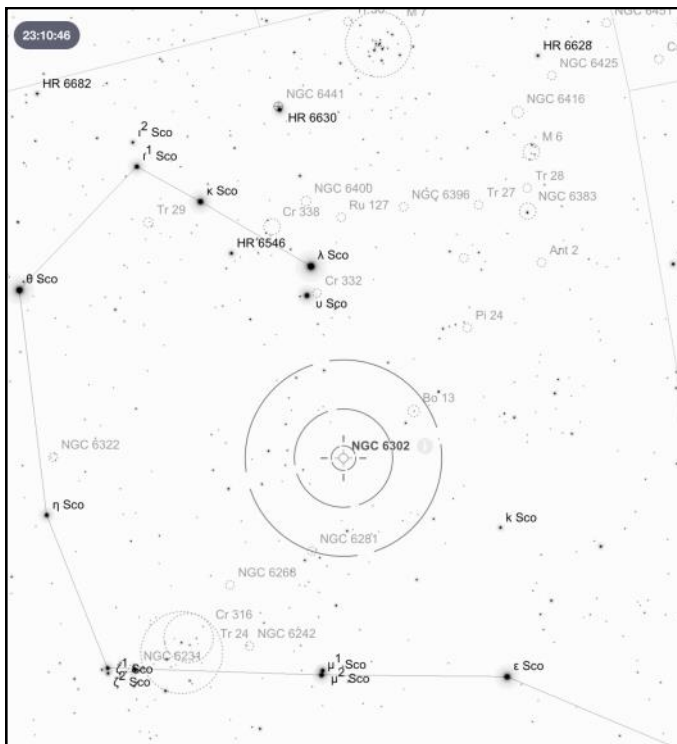 Tr 30
M 7
NGC 6451
23:10:46
HR 6628
NGC 6425
HR 6682
NGC 6441
HR 6630
NGC 6416
ι² Sco
ι¹ Sco
M 6
κ Sco
NGC 6400
Tr 28
NGC 6396
Tr 27
NGC 6383
Ru 127
Tr 29
Cr 338
HR 6546
λ Sco
Ant 2
θ Sco
Cr 332
υ Sco
Pi 24
Bo 13
NGC 6302
NGC 6322
η Sco
k Sco
NGC 6281
NGC 6268
Cr 316
Tr 24
NGC 6242
NGC 6231
ζ¹ Sco
ζ² Sco
μ¹ Sco
μ² Sco
ε Sco